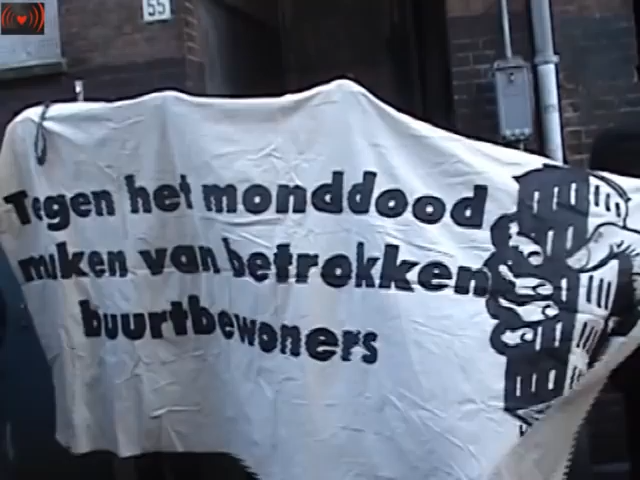 55
Tegen het monddood
maken van betrokken
buurtbewoners